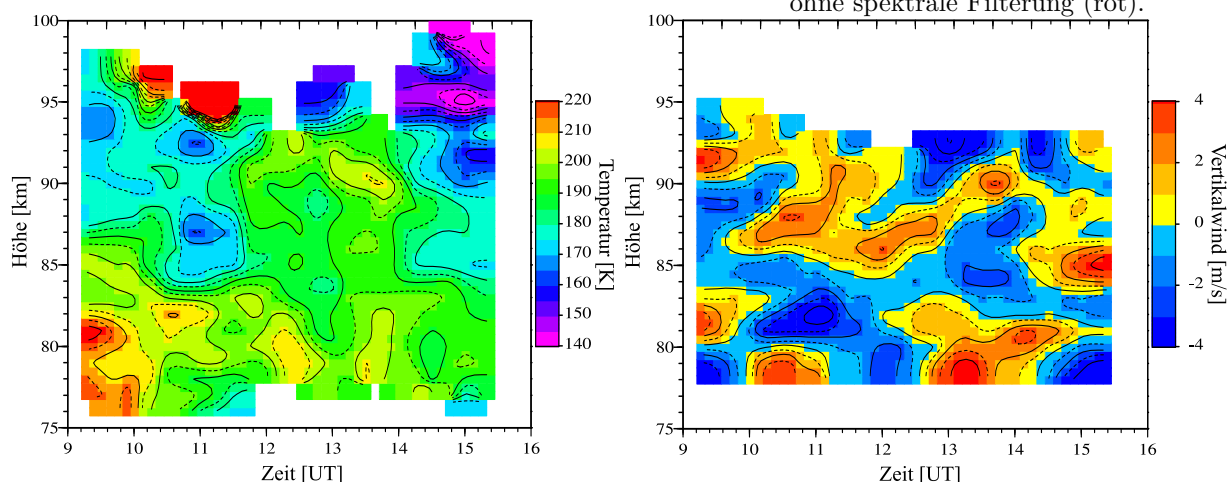 ohne spektrale Filterung (rot).
100
95
90
85
80
75
Höhe [km]
9 10 11 12 13 14 15 16
Zeit [UT]
220
210
200
190
180
170
160
150
140
Temperatur [K]
100
95
90
85
80
75
Höhe [km]
9 10 11 12 13 14 15 16
Zeit [UT]
4
2
0
-2
-4
Vertikalwind [m/s]